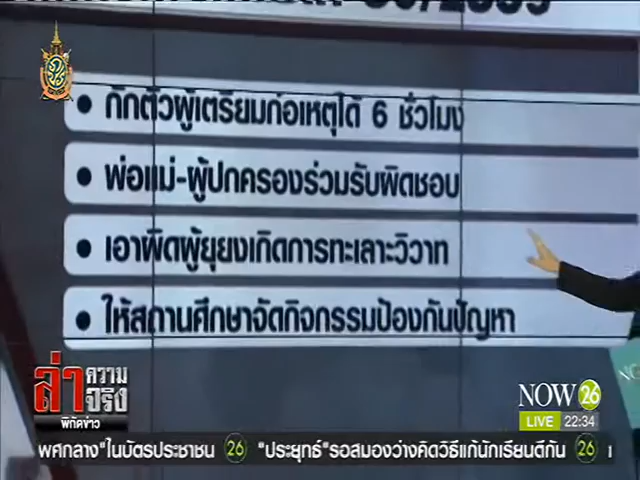 • กักตัวผู้เตรียมก่อเหตุได้ 6 ชั่วโมง
• พ่อแม่-ผู้ปกครองร่วมรับผิดชอบ
• เอาผิดผู้ยุยงเกิดการทะเลาะวิวาท
• ให้สถานศึกษาจัดกิจกรรมป้องกันปัญหา
ล่าความจริง
พิกัดข่าว
NOW 26
LIVE 22:34
พศกลาง"ในบัตรประชาชน 26 "ประยุทธ์"รอสมองว่างคิดวิธีแก้นักเรียนตีกัน 26